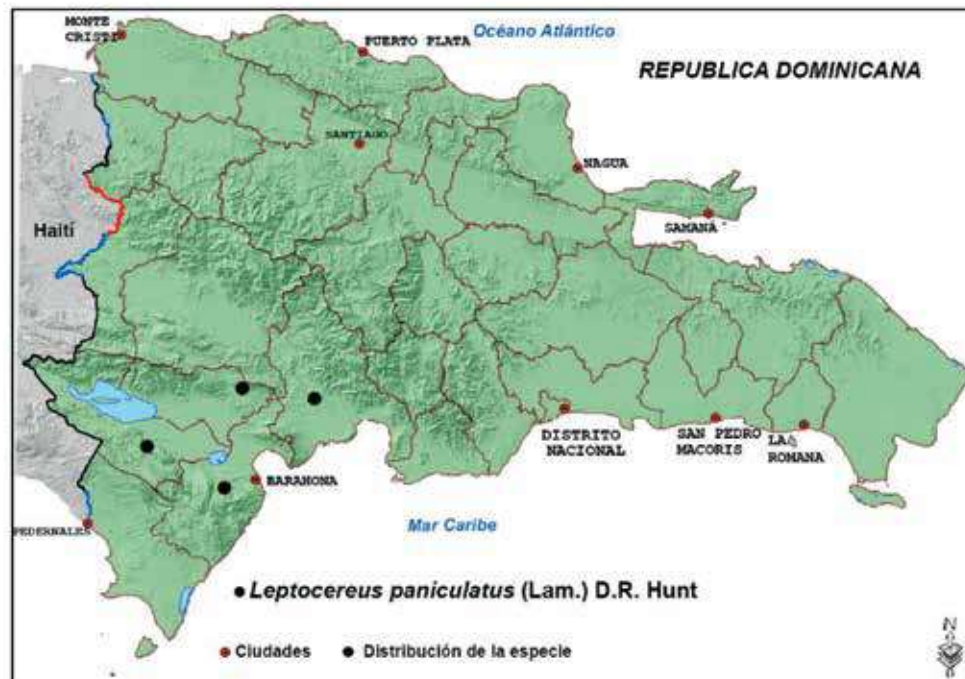 MONTE
CRISTI
PUERTO PLATA
Océano Atlántico
REPUBLICA DOMINICANA
SANTIAGO
NAGUA
SAMANÁ
Haití
DISTRITO
NACIONAL
SAN PEDRO
MACORIS
LA
ROMANA
BARAHONA
PEDERNALES
Mar Caribe
Leptocereus paniculatus (Lam.) D.R. Hunt
Ciudades
Distribución de la especie
N